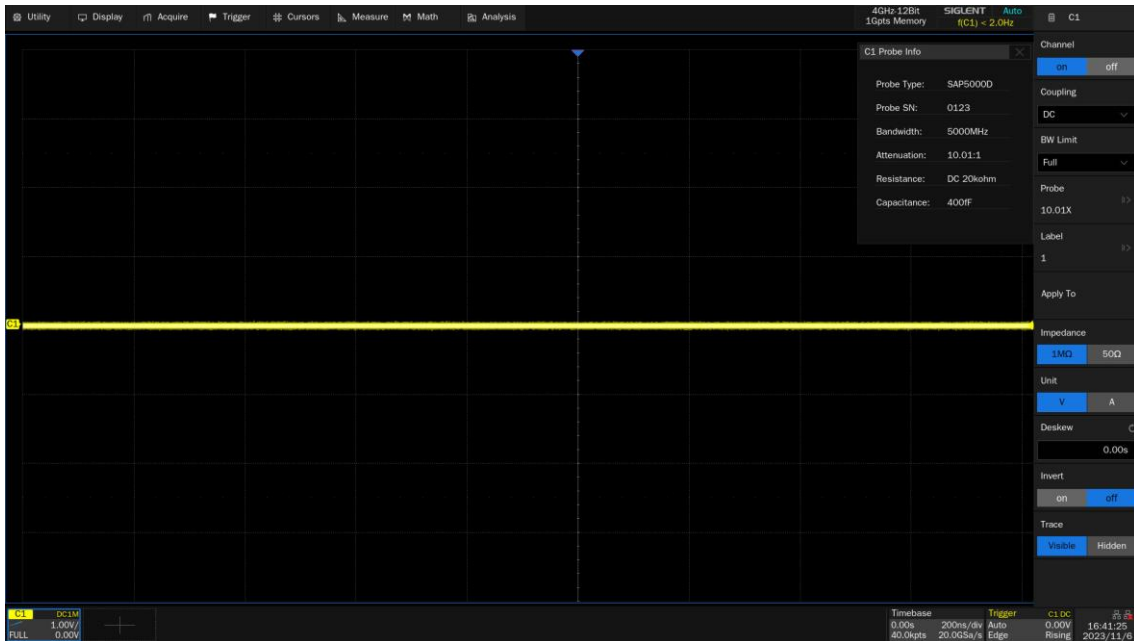 Utility Display Acquire Trigger Cursors Measure Math Analysis
4GHz-12Bit SIGLENT Auto
1Gpts Memory f(C1) < 2.0Hz
C1
C1 Probe Info
Probe Type: SAP5000D
Probe SN: 0123
Bandwidth: 5000MHz
Attenuation: 10.01:1
Resistance: DC 20kohm
Capacitance: 400fF
Channel
on off
Coupling
DC
BW Limit
Full
Probe
10.01X
Label
1
Apply To
Impedance
1MΩ 50Ω
Unit
V A
Deskew
0.00s
Invert
on off
Trace
Visible Hidden
C1
C1 DC1M
1.00V/
FULL 0.00V
Timebase
0.00s 200ns/div
40.0kpts 20.0GSa/s
Trigger C1 DC
Auto 0.00V
Edge Rising
16:41:25
2023/11/6